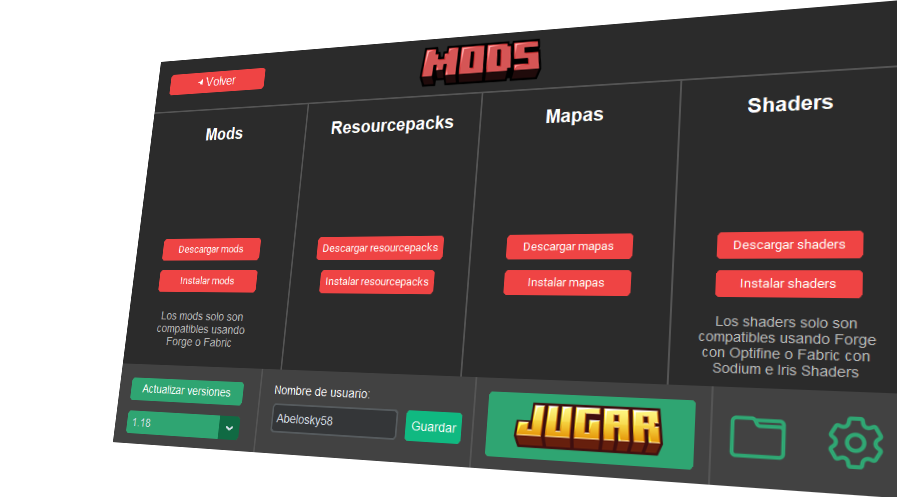 ◂ Volver
MODS
Mods
Resourcepacks
Mapas
Shaders
Descargar mods
Descargar resourcepacks
Descargar mapas
Descargar shaders
Instalar mods
Instalar resourcepacks
Instalar mapas
Instalar shaders
Los mods solo son
compatibles usando
Forge o Fabric
Los shaders solo son
compatibles usando Forge
con Optifine o Fabric con
Sodium e Iris Shaders
Actualizar versiones
1.18
Nombre de usuario:
Abelosky58
Guardar
JUGAR